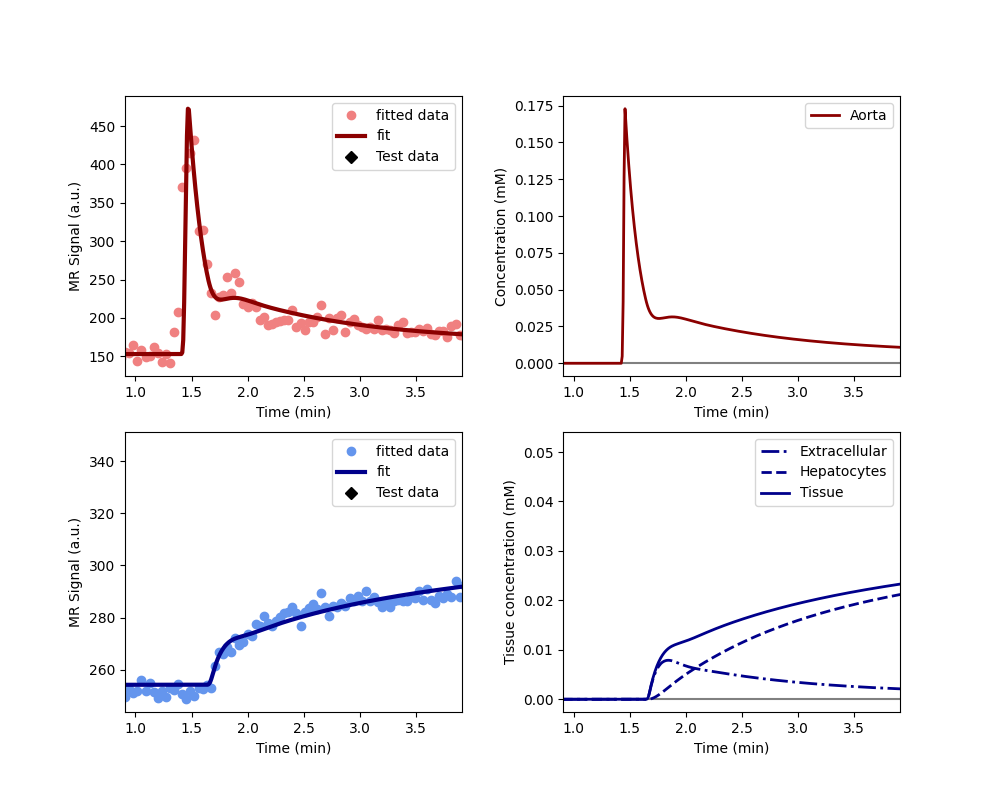 MR Signal (a.u.)
450
400
350
300
250
200
150
1.0 1.5 2.0 2.5 3.0 3.5
Time (min)
fitted data
fit
Test data
Concentration (mM)
0.175
0.150
0.125
0.100
0.075
0.050
0.025
0.000
1.0 1.5 2.0 2.5 3.0 3.5
Time (min)
Aorta
MR Signal (a.u.)
340
320
300
280
260
1.0 1.5 2.0 2.5 3.0 3.5
Time (min)
fitted data
fit
Test data
Tissue concentration (mM)
0.05
0.04
0.03
0.02
0.01
0.00
1.0 1.5 2.0 2.5 3.0 3.5
Time (min)
Extracellular
Hepatocytes
Tissue